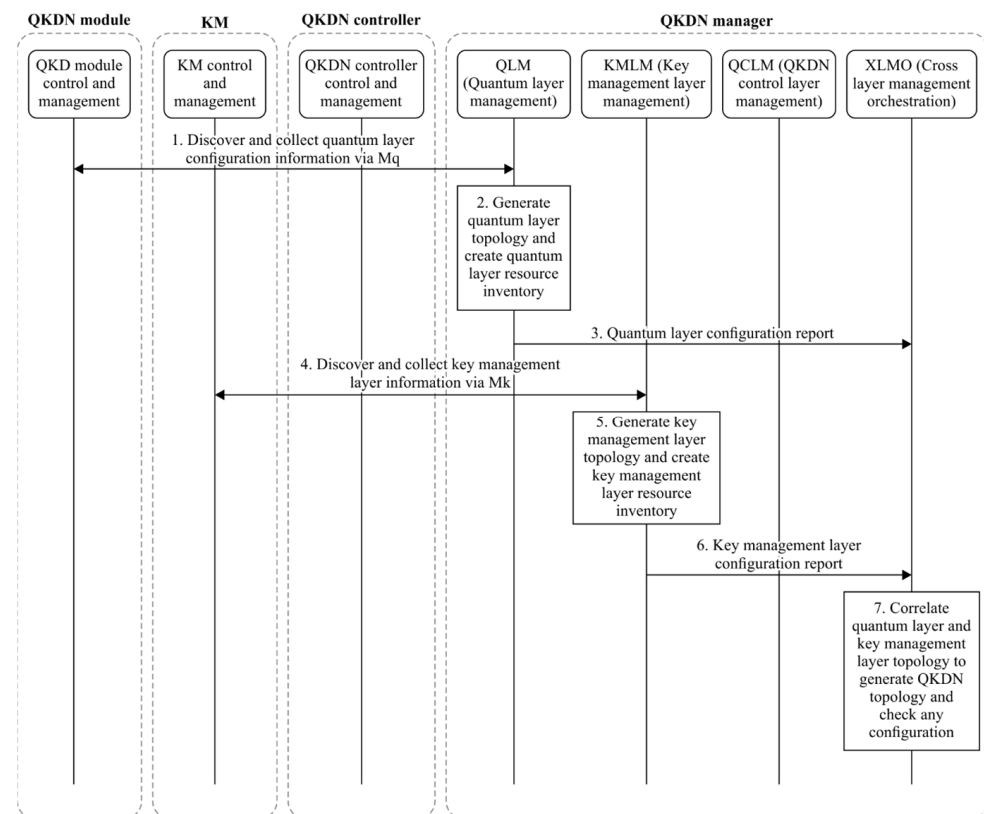 QKDN module
KM
QKDN controller
QKDN manager
QKD module
control and
management
KM control
and
management
QKDN controller
control and
management
QLM
(Quantum layer
management)
KMLM (Key
management layer
management)
QCLM (QKDN
control layer
management)
XLMO (Cross
layer management
orchestration)
1. Discover and collect quantum layer
configuration information via Mq
2. Generate
quantum layer
topology and
create quantum
layer resource
inventory
3. Quantum layer configuration report
4. Discover and collect key management
layer information via Mk
5. Generate key
management layer
topology and create
key management
layer resource
inventory
6. Key management layer
configuration report
7. Correlate
quantum layer and
key management
layer topology to
generate QKDN
topology and
check any
configuration